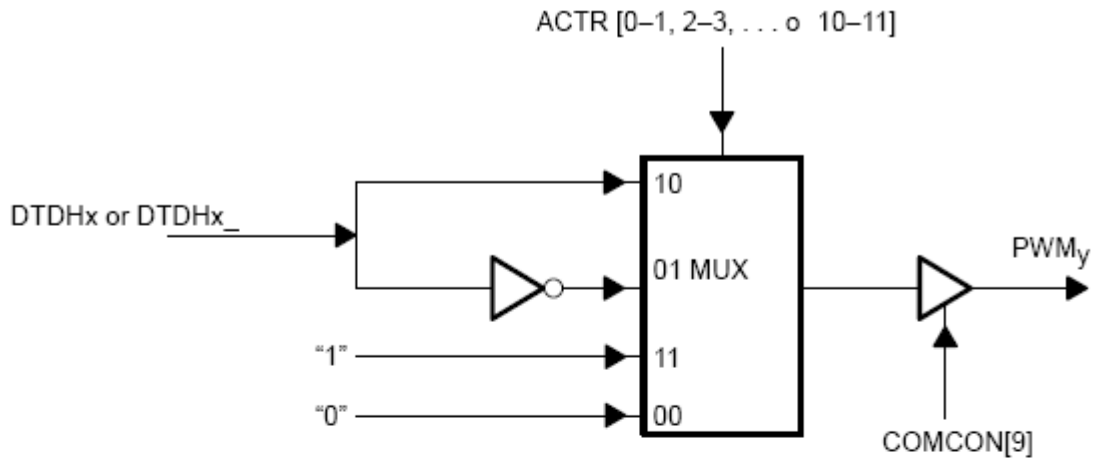 ACTR [0–1, 2–3, . . . o 10–11]
10
DTDHx or DTDHx_
01 MUX
PWMy
“1”
11
“0”
00
COMCON[9]